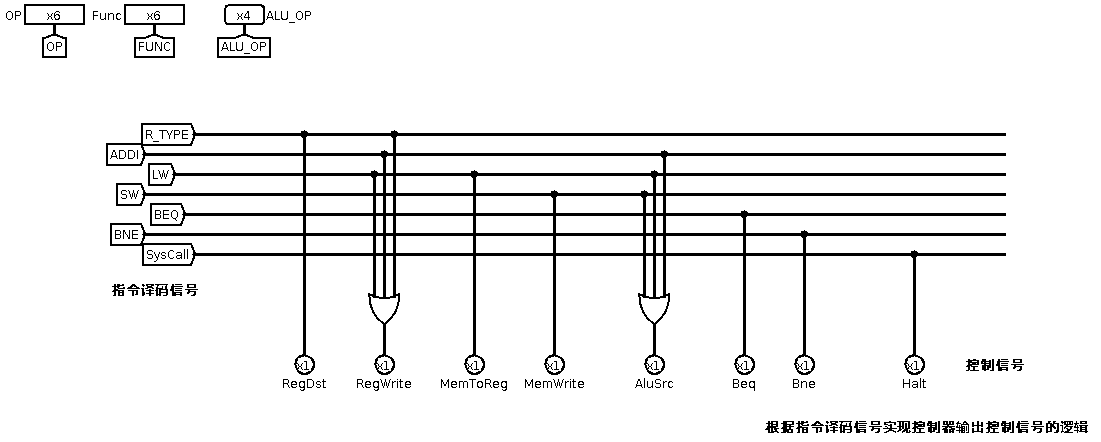 OP x6 Func x6 x4 ALU_OP
OP FUNC ALU_OP
R_TYPE
ADDI
LW
SW
BEQ
BNE
SysCall
指令译码信号
x1 x1 x1 x1 x1 x1 x1 x1 控制信号
RegDst RegWrite MemToReg MemWrite AluSrc Beq Bne Halt
根据指令译码信号实现控制器输出控制信号的逻辑